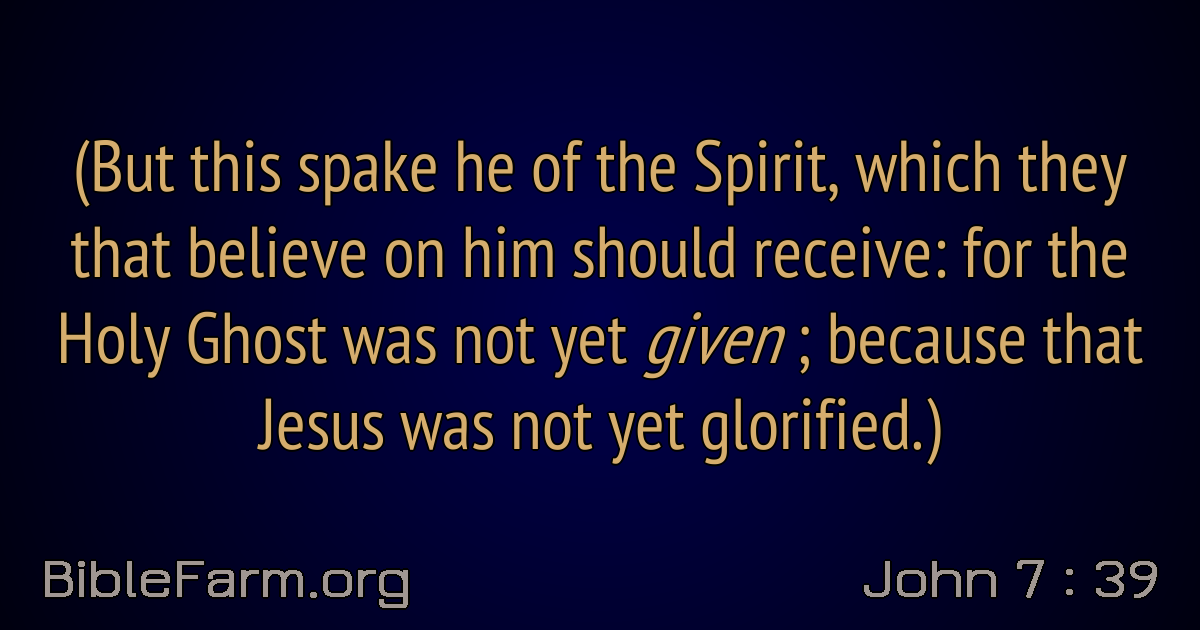 (But this spake he of the Spirit, which they
that believe on him should receive: for the
Holy Ghost was not yet given ; because that
Jesus was not yet glorified.)
BibleFarm.org
John 7 : 39